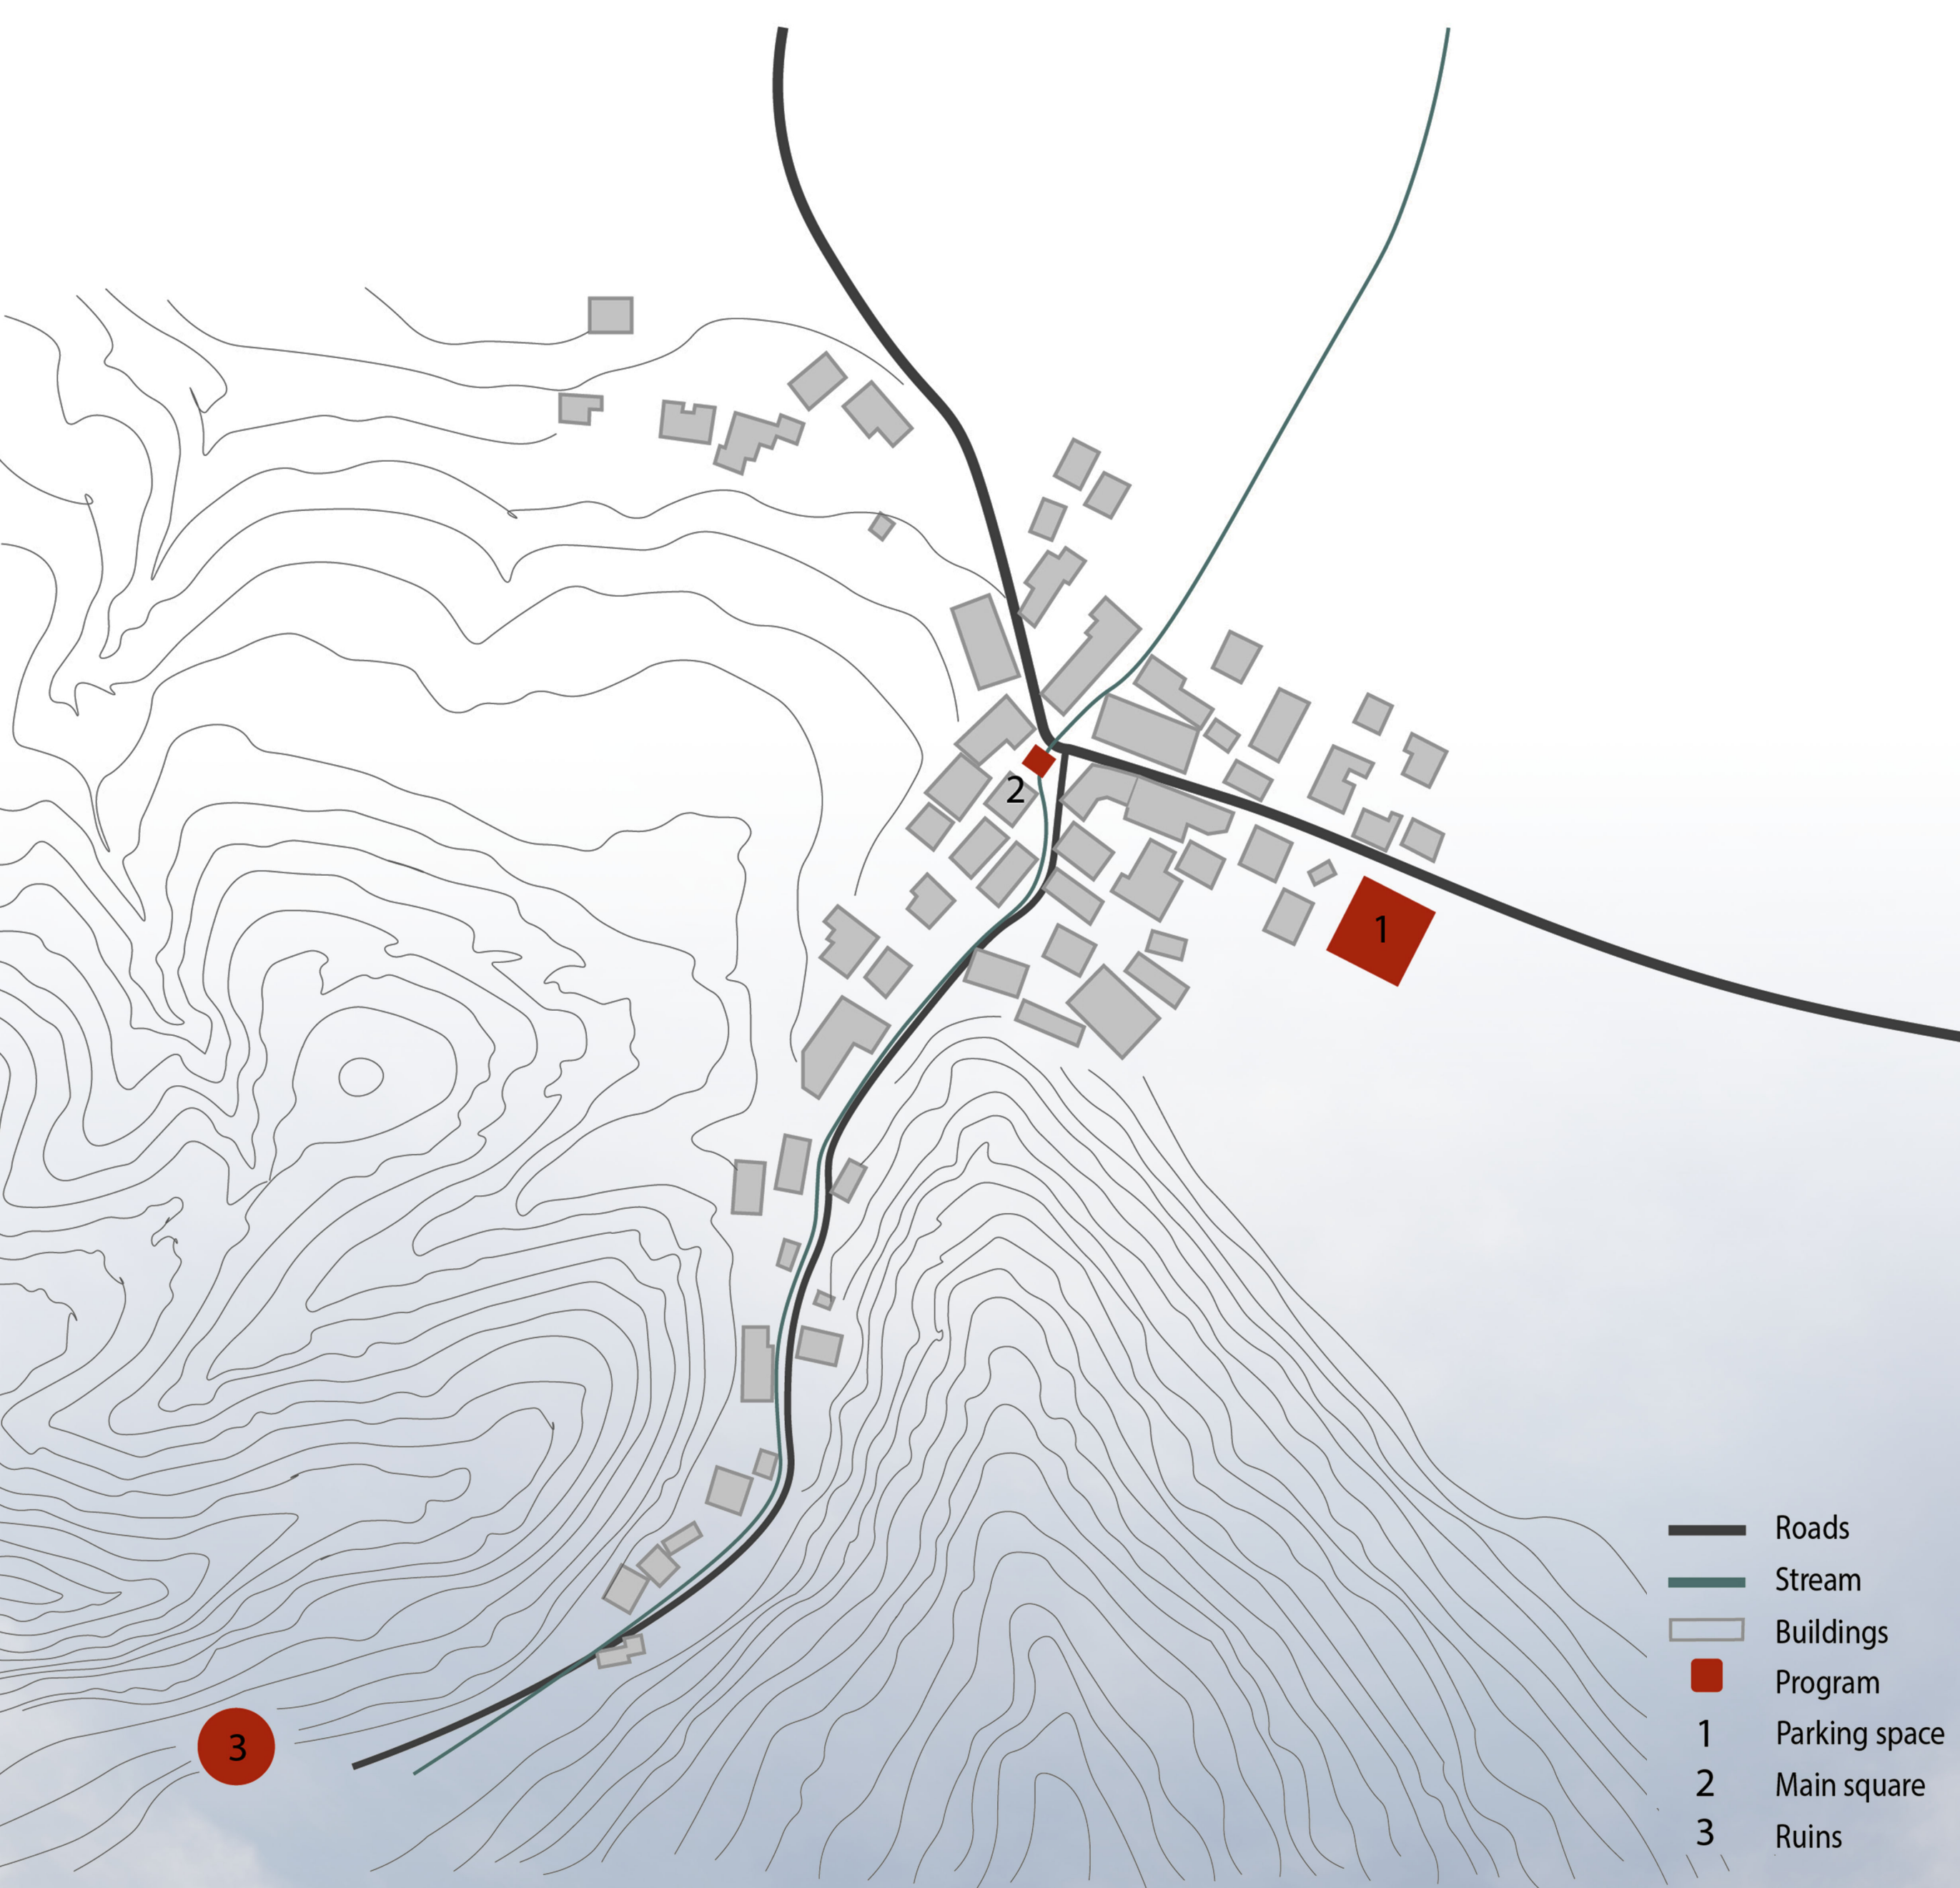 2
1
3
Roads
Stream
Buildings
Program
1 Parking space
2 Main square
3 Ruins